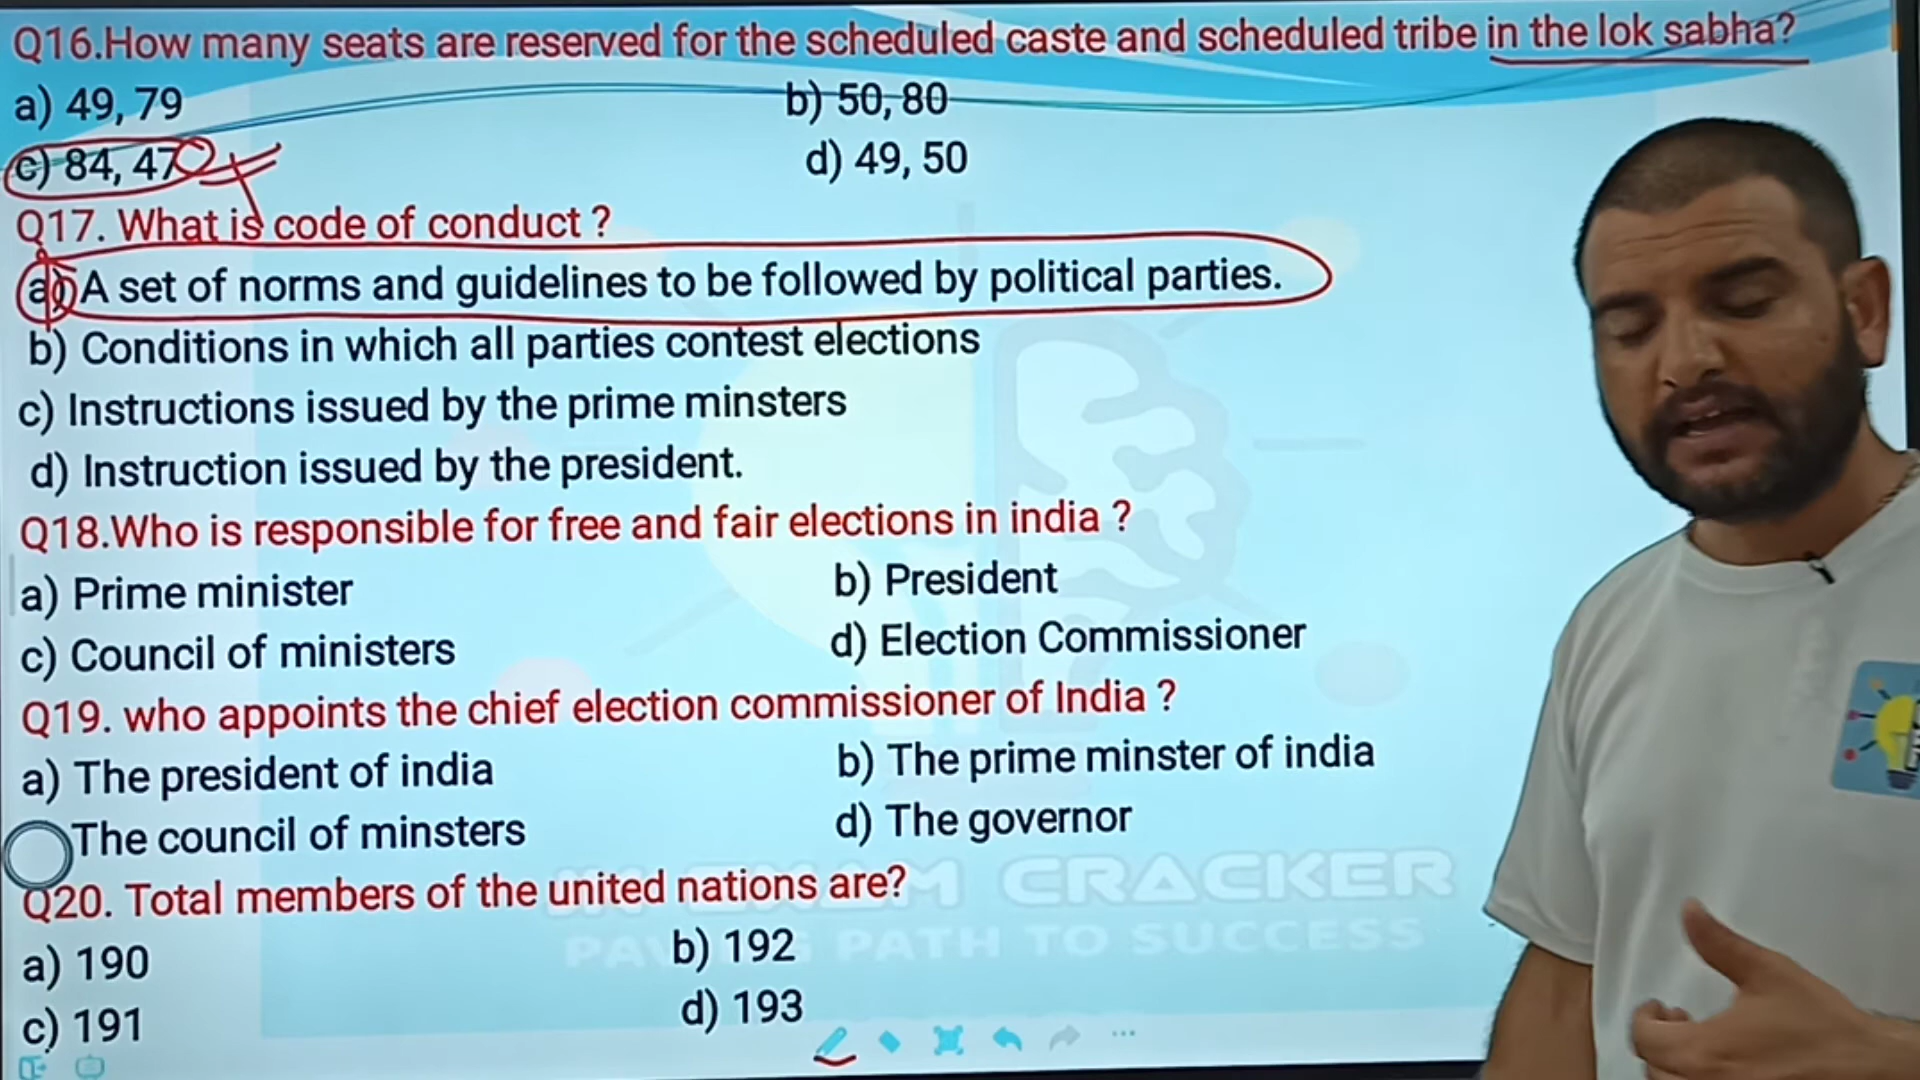 Q16.How many seats are reserved for the scheduled caste and scheduled tribe in the lok sabha?
a) 49, 79
b) 50, 80
c) 84, 47
d) 49, 50
Q17. What is code of conduct ?
a) A set of norms and guidelines to be followed by political parties.
b) Conditions in which all parties contest elections
c) Instructions issued by the prime minsters
d) Instruction issued by the president.
Q18.Who is responsible for free and fair elections in india ?
a) Prime minister
b) President
c) Council of ministers
d) Election Commissioner
Q19. who appoints the chief election commissioner of India ?
a) The president of india
b) The prime minster of india
The council of minsters
d) The governor
Q20. Total members of the united nations are?
a) 190
b) 192
c) 191
d) 193
CRACKER
PATH TO SUCCESS